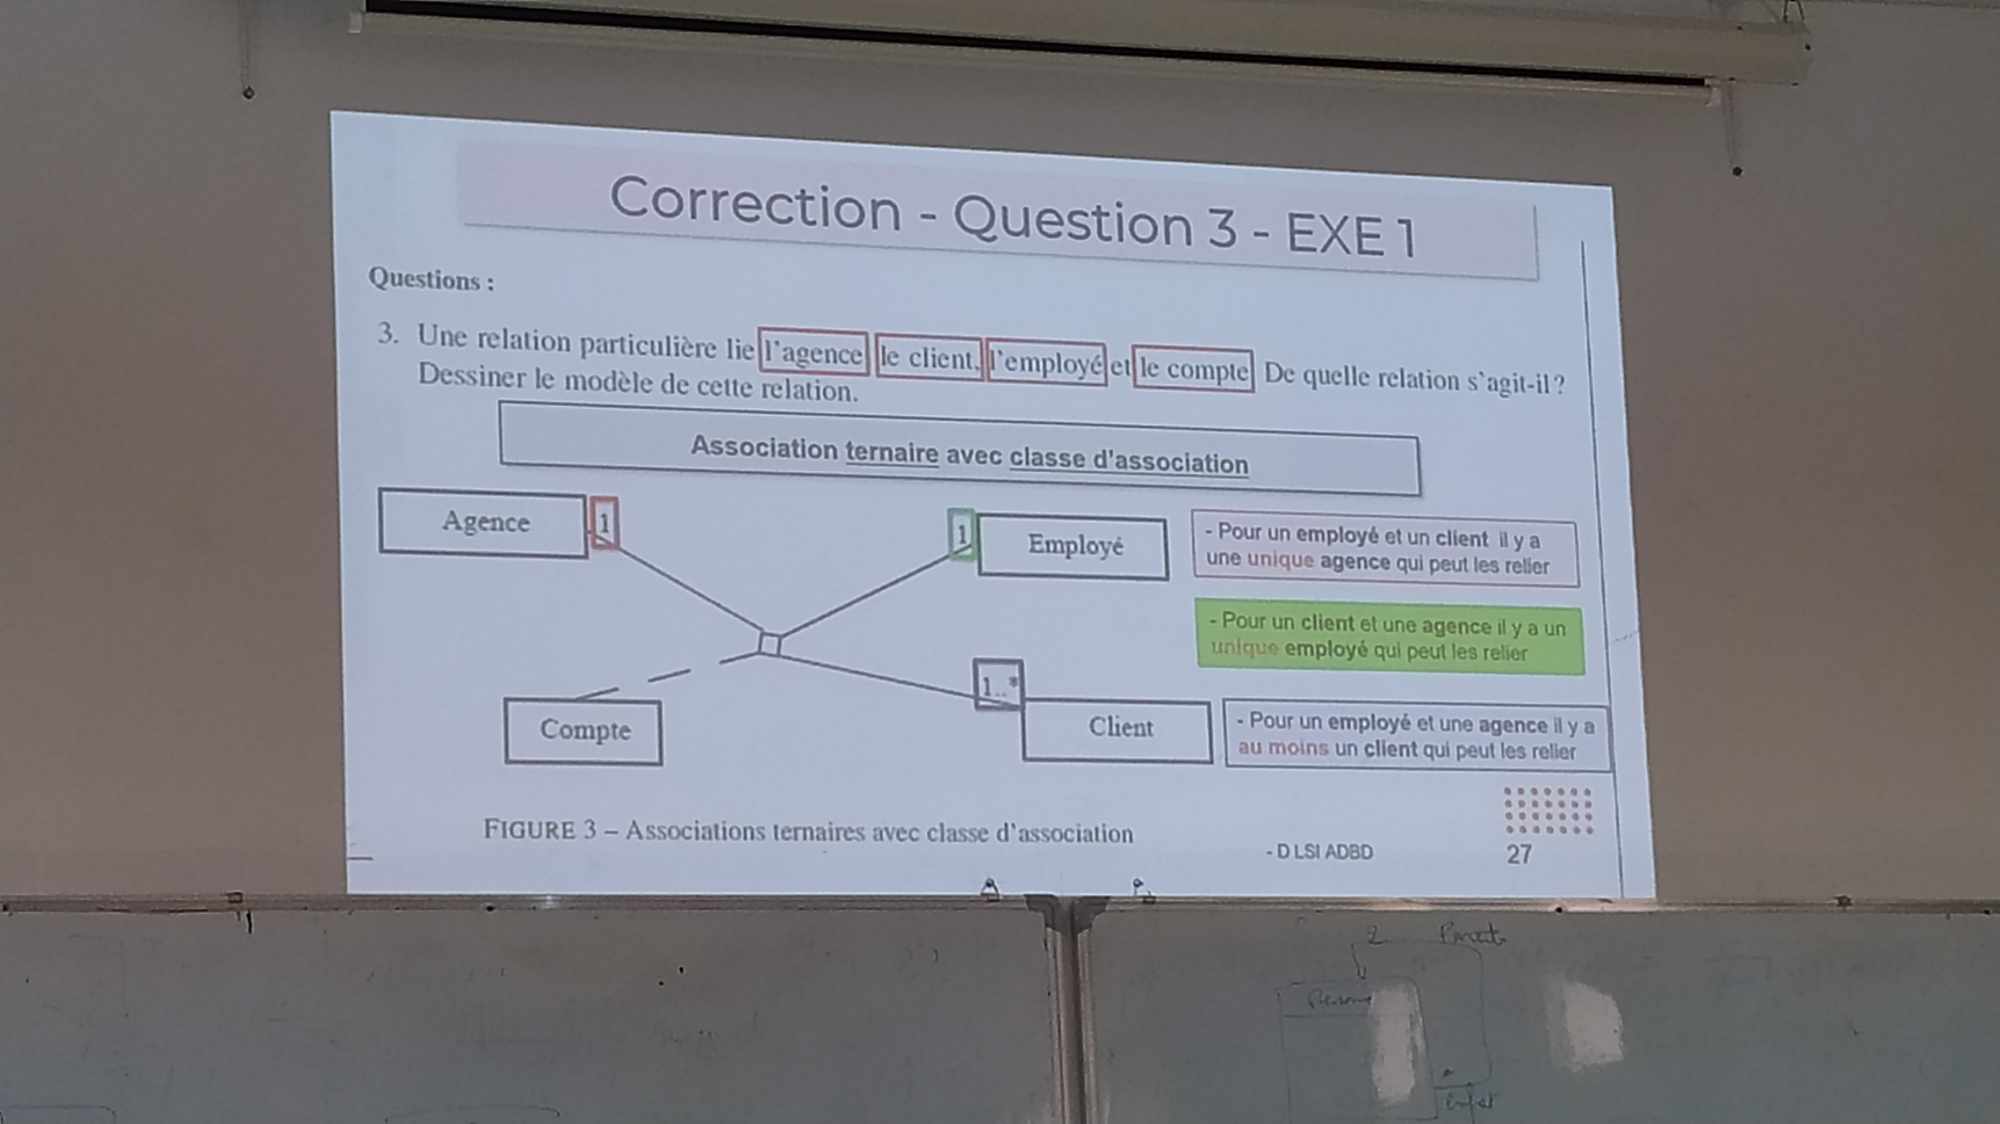 Correction - Question 3 - EXE 1
Questions :
3. Une relation particulière lie l'agence le client, l'employé et le compte De quelle relation s'agit-il ?
Dessiner le modèle de cette relation.
Association ternaire avec classe d'association
Agence
1
1
Employé
- Pour un employé et un client il y a
une unique agence qui peut les relier
- Pour un client et une agence il y a un
unique employé qui peut les relier
Compte
1..*
Client
- Pour un employé et une agence il y a
au moins un client qui peut les relier
FIGURE 3 – Associations ternaires avec classe d'association
- D LSI ADBD
27
2